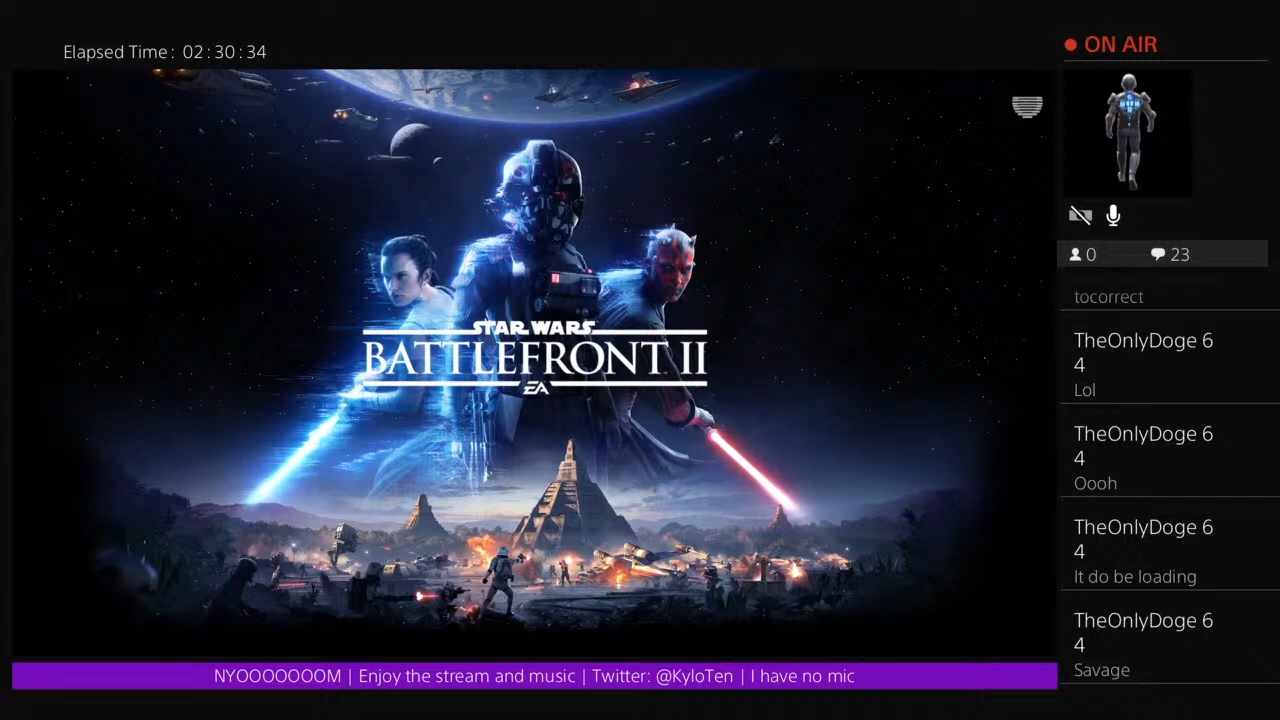 Elapsed Time: 02:30:34
ON AIR
0 23
tocorrect
TheOnlyDoge 6
4
Lol
TheOnlyDoge 6
4
Oooh
TheOnlyDoge 6
4
It do be loading
TheOnlyDoge 6
4
Savage
STAR WARS
BATTLEFRONT II
EA
NYOOOOOOOM | Enjoy the stream and music | Twitter: @KyloTen | I have no mic